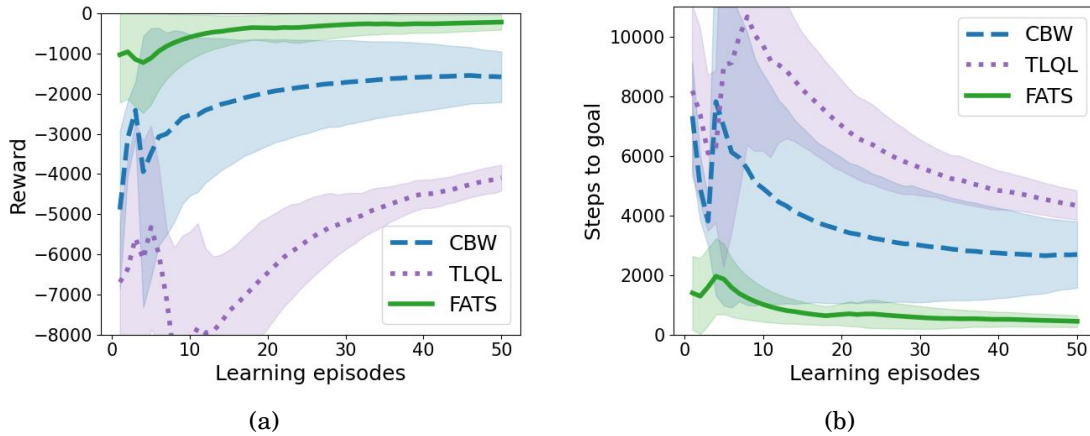 0
−1000
−2000
−3000
−4000
−5000
−6000
−7000
−8000
Reward
CBW
TLQL
FATS
0 10 20 30 40 50
Learning episodes
(a)
10000
8000
6000
4000
2000
0
Steps to goal
CBW
TLQL
FATS
0 10 20 30 40 50
Learning episodes
(b)